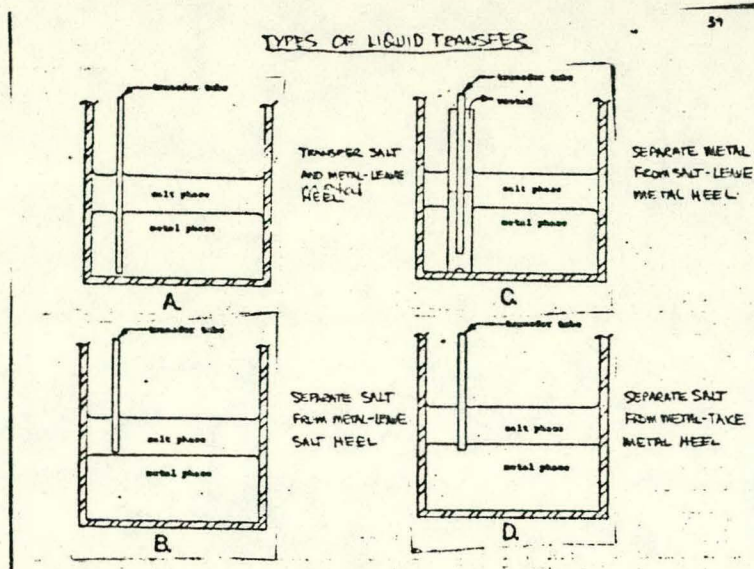 39
TYPES OF LIQUID TRANSFER
transfer tube
salt phase
metal phase
TRANSFER SALT
AND METAL-LEAVE
HEEL
A.
transfer tube
vented
salt phase
metal phase
SEPARATE METAL
FROM SALT-LEAVE
METAL HEEL
C.
transfer tube
salt phase
metal phase
SEPARATE SALT
FROM METAL-LEAVE
SALT HEEL
B.
transfer tube
salt phase
metal phase
SEPARATE SALT
FROM METAL-TAKE
METAL HEEL
D.